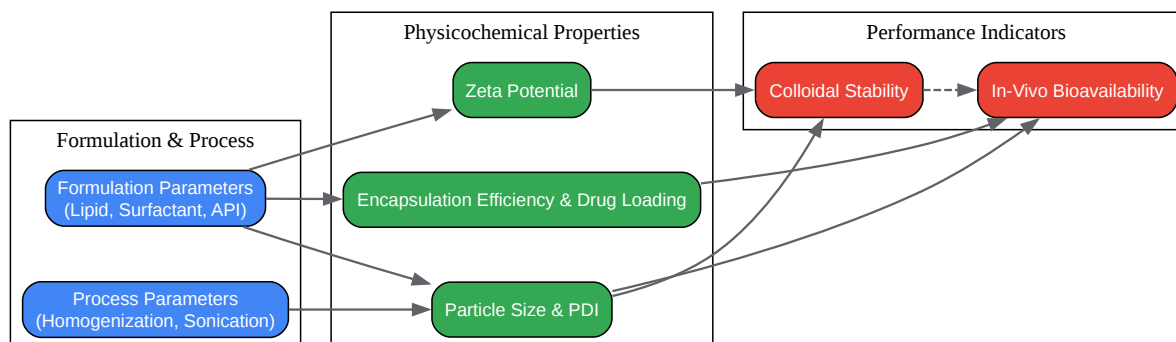 Formulation & Process
Formulation Parameters
(Lipid, Surfactant, API)
Process Parameters
(Homogenization, Sonication)
Physicochemical Properties
Zeta Potential
Encapsulation Efficiency & Drug Loading
Particle Size & PDI
Performance Indicators
Colloidal Stability
In-Vivo Bioavailability